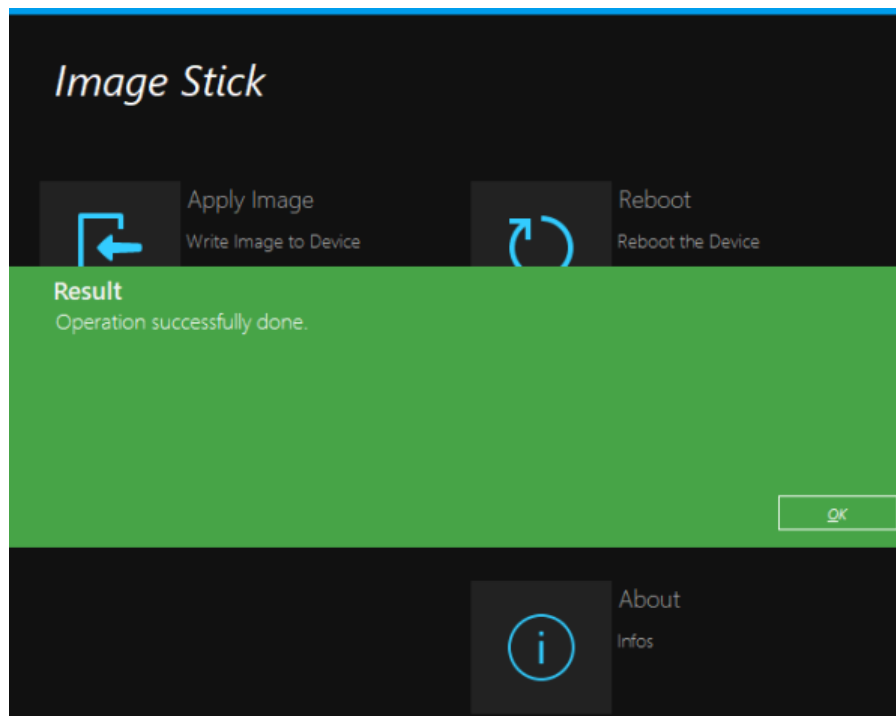 Image Stick
Apply Image
Write Image to Device
Reboot
Reboot the Device
Result
Operation successfully done.
OK
About
Infos